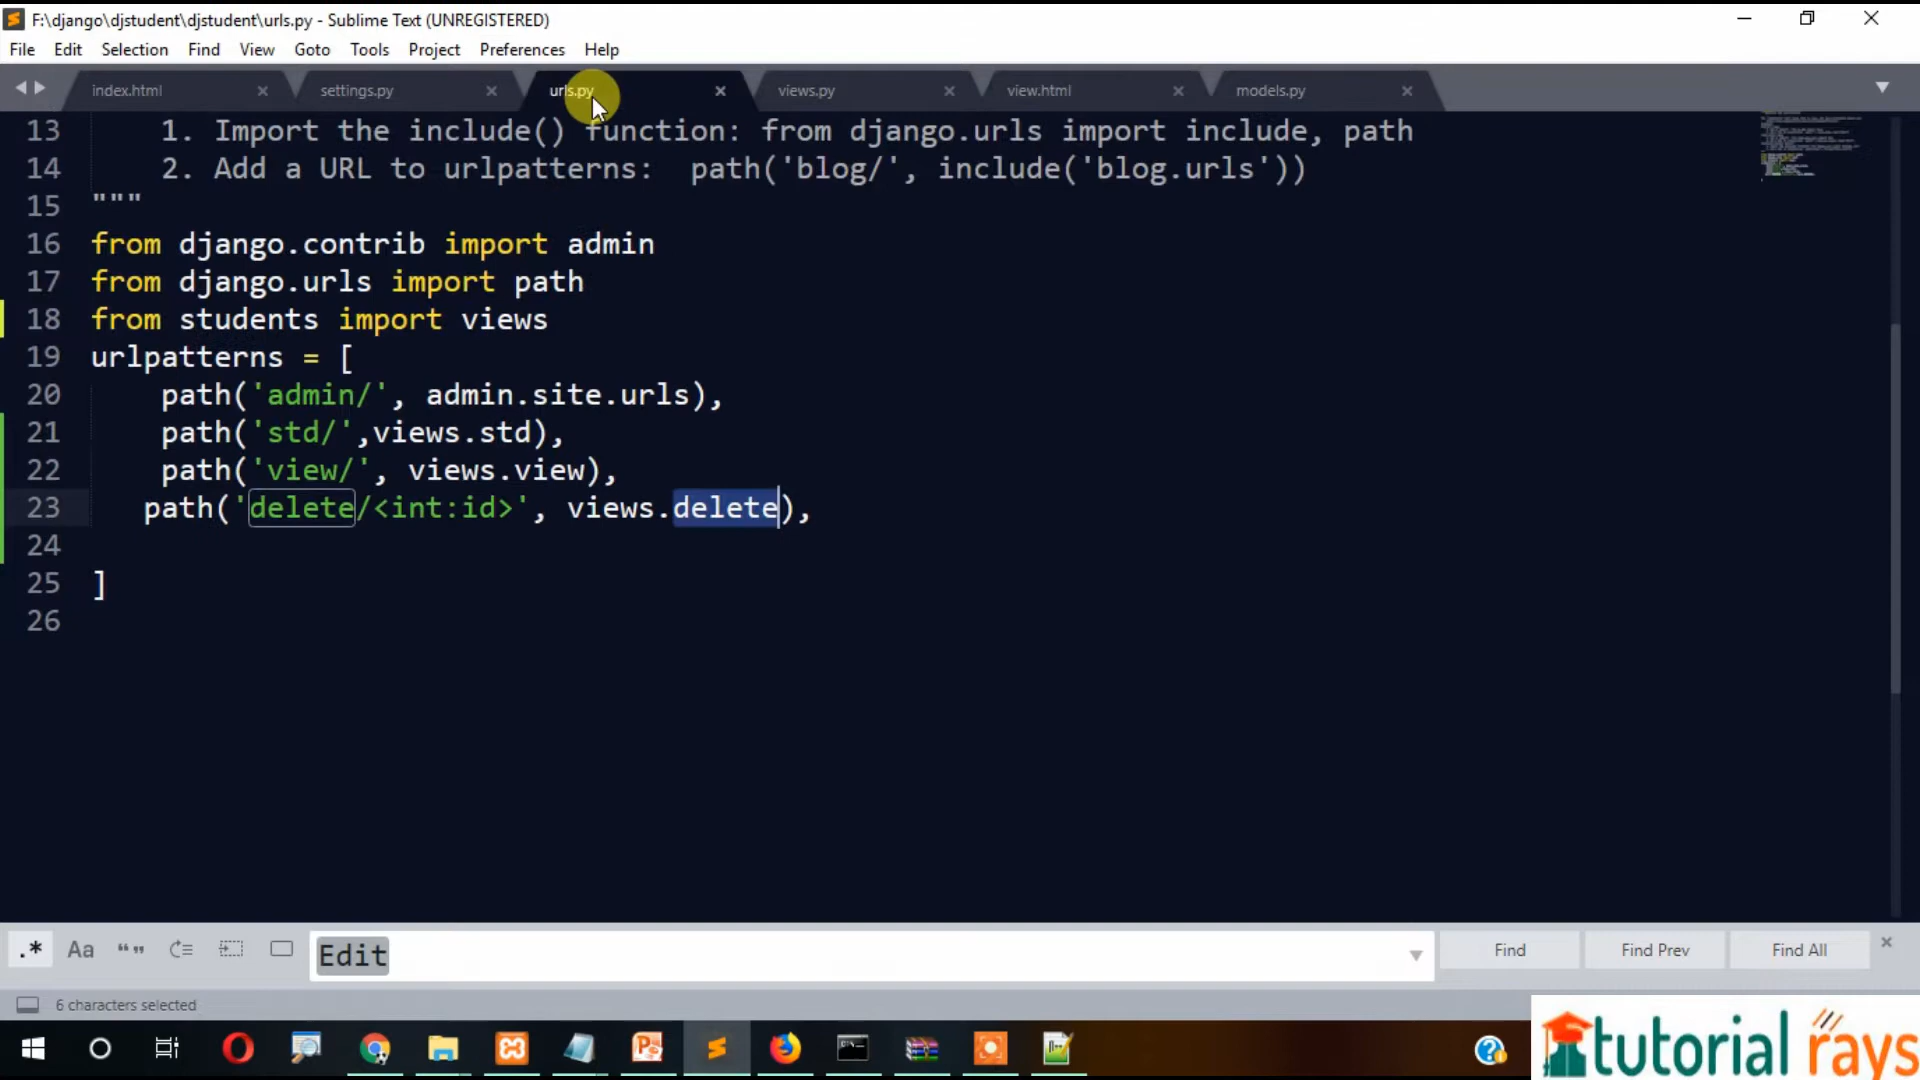 F:\django\djstudent\djstudent\urls.py - Sublime Text (UNREGISTERED)
File Edit Selection Find View Goto Tools Project Preferences Help
index.html settings.py urls.py views.py view.html models.py
13 1. Import the include() function: from django.urls import include, path
14 2. Add a URL to urlpatterns: path('blog/', include('blog.urls'))
15 """
16 from django.contrib import admin
17 from django.urls import path
18 from students import views
19 urlpatterns = [
20 path('admin/', admin.site.urls),
21 path('std/',views.std),
22 path('view/', views.view),
23 path('delete/<int:id>', views.delete),
24
25 ]
26
.* Aa “” Edit Find Find Prev Find All
6 characters selected
tutorial rays